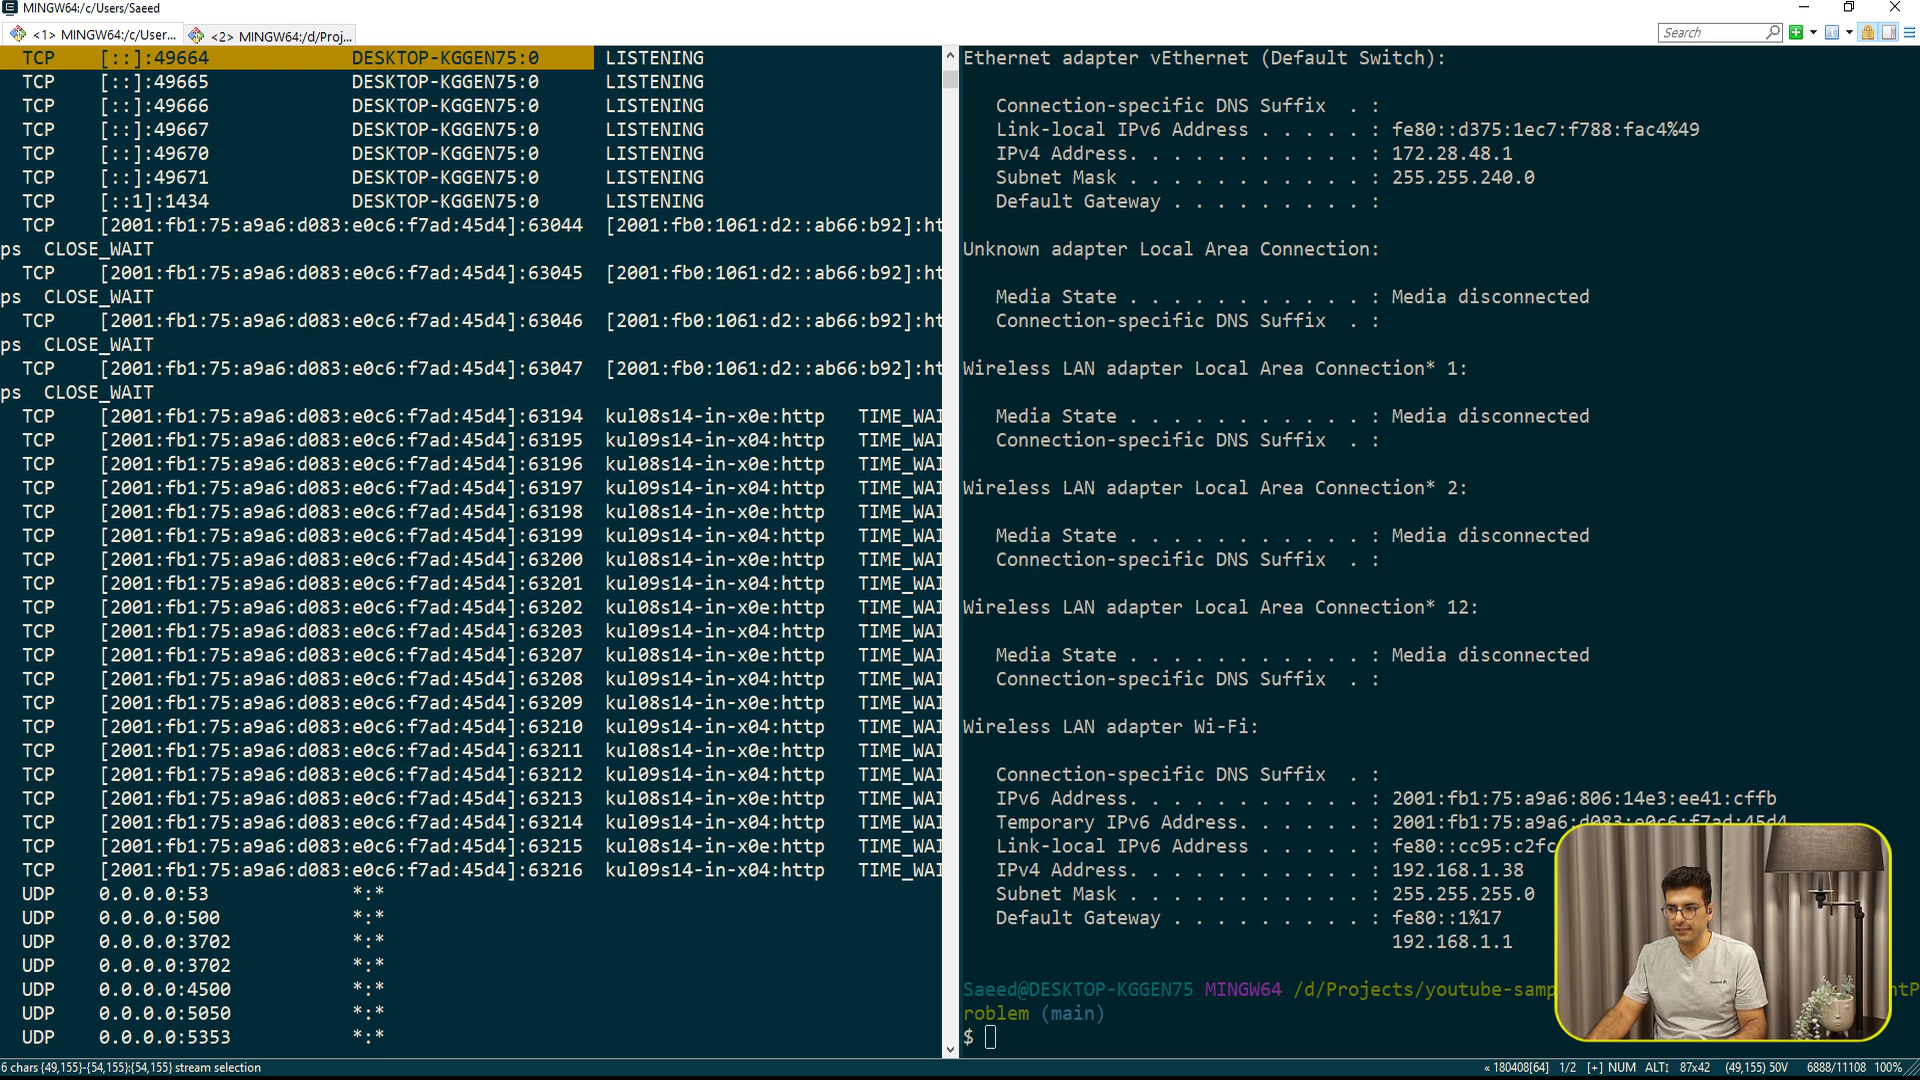 MINGW64:/c/Users/Saeed
<1> MINGW64:/c/User...
<2> MINGW64:/d/Proj...
Search
TCP [::]:49664 DESKTOP-KGGEN75:0 LISTENING
TCP [::]:49665 DESKTOP-KGGEN75:0 LISTENING
TCP [::]:49666 DESKTOP-KGGEN75:0 LISTENING
TCP [::]:49667 DESKTOP-KGGEN75:0 LISTENING
TCP [::]:49670 DESKTOP-KGGEN75:0 LISTENING
TCP [::]:49671 DESKTOP-KGGEN75:0 LISTENING
TCP [::1]:1434 DESKTOP-KGGEN75:0 LISTENING
TCP [2001:fb1:75:a9a6:d083:e0c6:f7ad:45d4]:63044 [2001:fb0:1061:d2::ab66:b92]:ht
ps CLOSE_WAIT
TCP [2001:fb1:75:a9a6:d083:e0c6:f7ad:45d4]:63045 [2001:fb0:1061:d2::ab66:b92]:ht
ps CLOSE_WAIT
TCP [2001:fb1:75:a9a6:d083:e0c6:f7ad:45d4]:63046 [2001:fb0:1061:d2::ab66:b92]:ht
ps CLOSE_WAIT
TCP [2001:fb1:75:a9a6:d083:e0c6:f7ad:45d4]:63047 [2001:fb0:1061:d2::ab66:b92]:ht
ps CLOSE_WAIT
TCP [2001:fb1:75:a9a6:d083:e0c6:f7ad:45d4]:63194 kul08s14-in-x0e:http TIME_WAI
TCP [2001:fb1:75:a9a6:d083:e0c6:f7ad:45d4]:63195 kul09s14-in-x04:http TIME_WAI
TCP [2001:fb1:75:a9a6:d083:e0c6:f7ad:45d4]:63196 kul08s14-in-x0e:http TIME_WAI
TCP [2001:fb1:75:a9a6:d083:e0c6:f7ad:45d4]:63197 kul09s14-in-x04:http TIME_WAI
TCP [2001:fb1:75:a9a6:d083:e0c6:f7ad:45d4]:63198 kul08s14-in-x0e:http TIME_WAI
TCP [2001:fb1:75:a9a6:d083:e0c6:f7ad:45d4]:63199 kul09s14-in-x04:http TIME_WAI
TCP [2001:fb1:75:a9a6:d083:e0c6:f7ad:45d4]:63200 kul08s14-in-x0e:http TIME_WAI
TCP [2001:fb1:75:a9a6:d083:e0c6:f7ad:45d4]:63201 kul09s14-in-x04:http TIME_WAI
TCP [2001:fb1:75:a9a6:d083:e0c6:f7ad:45d4]:63202 kul08s14-in-x0e:http TIME_WAI
TCP [2001:fb1:75:a9a6:d083:e0c6:f7ad:45d4]:63203 kul09s14-in-x04:http TIME_WAI
TCP [2001:fb1:75:a9a6:d083:e0c6:f7ad:45d4]:63207 kul08s14-in-x0e:http TIME_WAI
TCP [2001:fb1:75:a9a6:d083:e0c6:f7ad:45d4]:63208 kul09s14-in-x04:http TIME_WAI
TCP [2001:fb1:75:a9a6:d083:e0c6:f7ad:45d4]:63209 kul08s14-in-x0e:http TIME_WAI
TCP [2001:fb1:75:a9a6:d083:e0c6:f7ad:45d4]:63210 kul09s14-in-x04:http TIME_WAI
TCP [2001:fb1:75:a9a6:d083:e0c6:f7ad:45d4]:63211 kul08s14-in-x0e:http TIME_WAI
TCP [2001:fb1:75:a9a6:d083:e0c6:f7ad:45d4]:63212 kul09s14-in-x04:http TIME_WAI
TCP [2001:fb1:75:a9a6:d083:e0c6:f7ad:45d4]:63213 kul08s14-in-x0e:http TIME_WAI
TCP [2001:fb1:75:a9a6:d083:e0c6:f7ad:45d4]:63214 kul09s14-in-x04:http TIME_WAI
TCP [2001:fb1:75:a9a6:d083:e0c6:f7ad:45d4]:63215 kul08s14-in-x0e:http TIME_WAI
TCP [2001:fb1:75:a9a6:d083:e0c6:f7ad:45d4]:63216 kul09s14-in-x04:http TIME_WAI
UDP 0.0.0.0:53 *:*
UDP 0.0.0.0:500 *:*
UDP 0.0.0.0:3702 *:*
UDP 0.0.0.0:3702 *:*
UDP 0.0.0.0:4500 *:*
UDP 0.0.0.0:5050 *:*
UDP 0.0.0.0:5353 *:*
Ethernet adapter vEthernet (Default Switch):
Connection-specific DNS Suffix . :
Link-local IPv6 Address . . . . . : fe80::d375:1ec7:f788:fac4%49
IPv4 Address. . . . . . . . . . . : 172.28.48.1
Subnet Mask . . . . . . . . . . . : 255.255.240.0
Default Gateway . . . . . . . . . :
Unknown adapter Local Area Connection:
Media State . . . . . . . . . . . : Media disconnected
Connection-specific DNS Suffix . :
Wireless LAN adapter Local Area Connection* 1:
Media State . . . . . . . . . . . : Media disconnected
Connection-specific DNS Suffix . :
Wireless LAN adapter Local Area Connection* 2:
Media State . . . . . . . . . . . : Media disconnected
Connection-specific DNS Suffix . :
Wireless LAN adapter Local Area Connection* 12:
Media State . . . . . . . . . . . : Media disconnected
Connection-specific DNS Suffix . :
Wireless LAN adapter Wi-Fi:
Connection-specific DNS Suffix . :
IPv6 Address. . . . . . . . . . . : 2001:fb1:75:a9a6:806:14e3:ee41:cffb
Temporary IPv6 Address. . . . . . : 2001:fb1:75:a9a6:d083:e0c6:f7ad:45d4
Link-local IPv6 Address . . . . . : fe80::cc95:c2fc
IPv4 Address. . . . . . . . . . . : 192.168.1.38
Subnet Mask . . . . . . . . . . . : 255.255.255.0
Default Gateway . . . . . . . . . : fe80::1%17
192.168.1.1
Saeed@DESKTOP-KGGEN75 MINGW64 /d/Projects/youtube-samp ntP
roblem (main)
$
6 chars {49,155}-{54,155}:{54,155} stream selection
« 180408[64] 1/2 [+] NUM ALT↕ 87x42 (49,155) 50V 6888/11108 100%